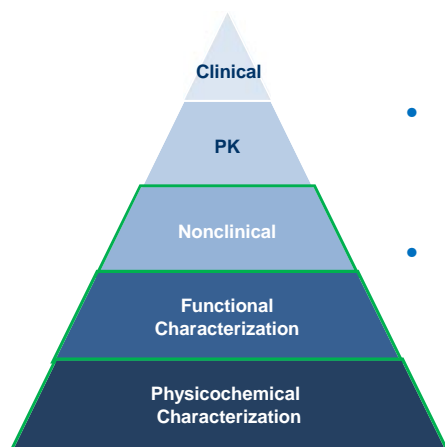 Clinical
PK
Nonclinical
Functional
Characterization
Physicochemical
Characterization